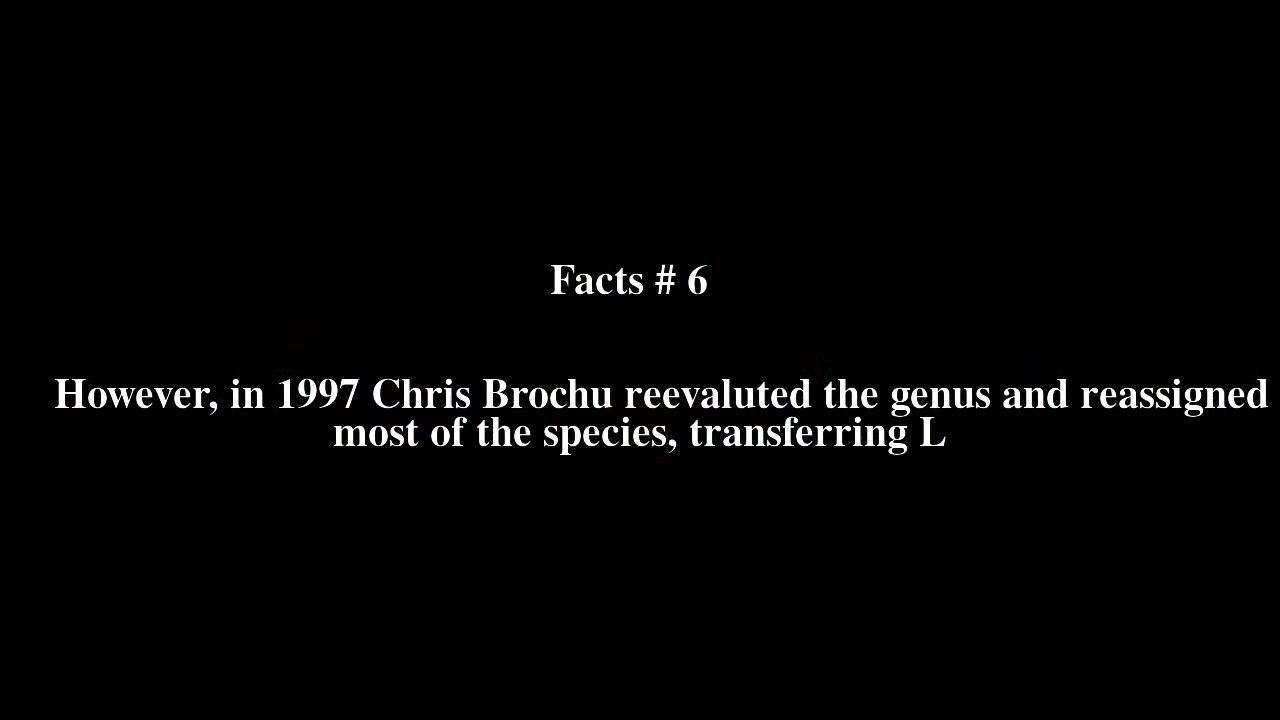 Facts # 6
However, in 1997 Chris Brochu reevaluted the genus and reassigned
most of the species, transferring L